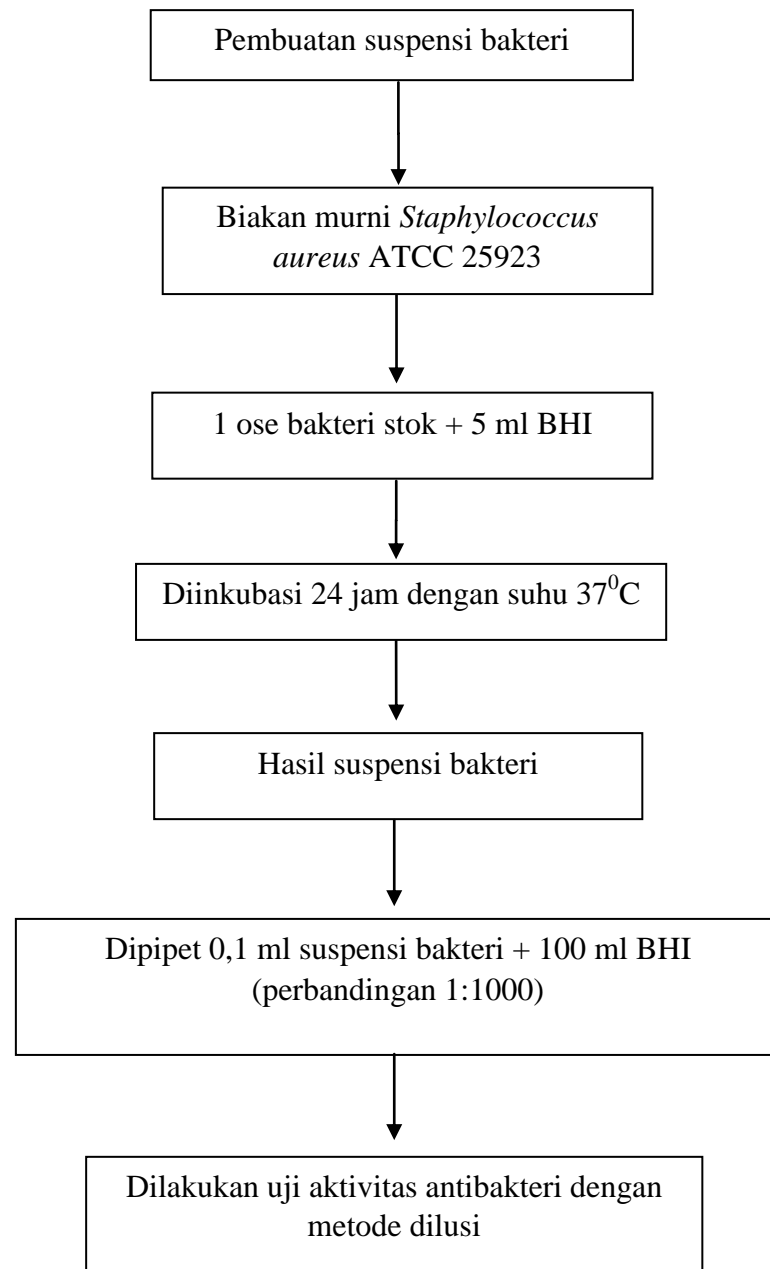 Pembuatan suspensi bakteri
Biakan murni Staphylococcus
aureus ATCC 25923
1 ose bakteri stok + 5 ml BHI
Diinkubasi 24 jam dengan suhu 37⁰C
Hasil suspensi bakteri
Dipipet 0,1 ml suspensi bakteri + 100 ml BHI
(perbandingan 1:1000)
Dilakukan uji aktivitas antibakteri dengan
metode dilusi